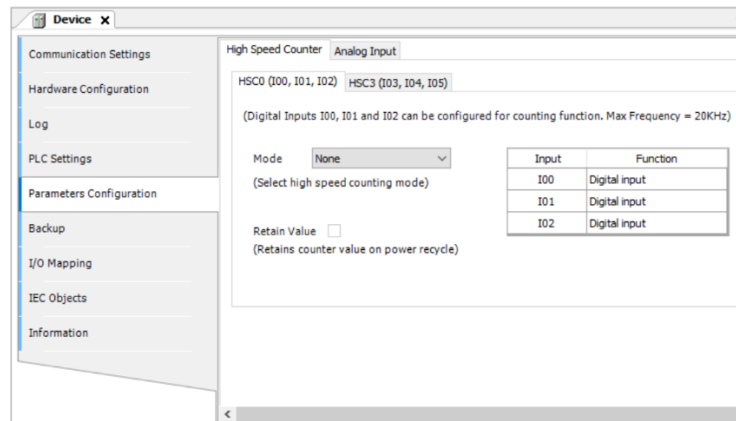 Device
Communication Settings
Hardware Configuration
Log
PLC Settings
Parameters Configuration
Backup
I/O Mapping
IEC Objects
Information
High Speed Counter Analog Input
HSC0 (I00, I01, I02) HSC3 (I03, I04, I05)
(Digital Inputs I00, I01 and I02 can be configured for counting function. Max Frequency = 20KHz)
Mode None
(Select high speed counting mode)
Retain Value
(Retains counter value on power recycle)
Input Function
I00 Digital input
I01 Digital input
I02 Digital input